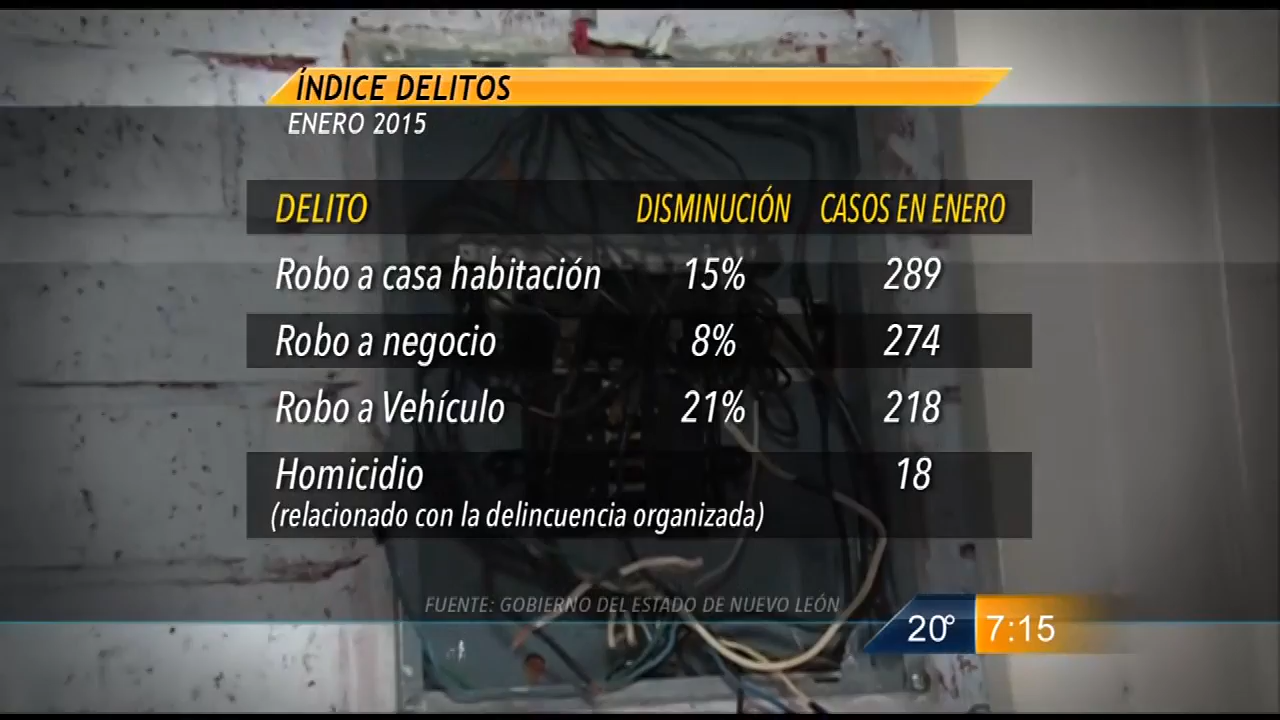 ÍNDICE DELITOS
ENERO 2015
DELITO DISMINUCIÓN CASOS EN ENERO
Robo a casa habitación 15% 289
Robo a negocio 8% 274
Robo a Vehículo 21% 218
Homicidio 18
(relacionado con la delincuencia organizada)
FUENTE: GOBIERNO DEL ESTADO DE NUEVO LEÓN
20° 7:15